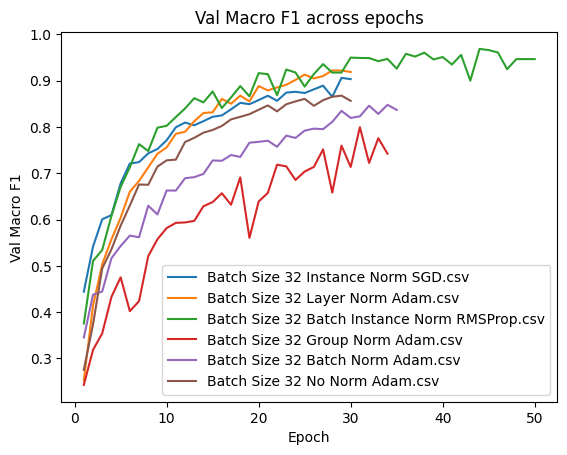 Val Macro F1 across epochs
1.0
0.9
0.8
0.7
0.6
0.5
0.4
0.3
Val Macro F1
Batch Size 32 Instance Norm SGD.csv
Batch Size 32 Layer Norm Adam.csv
Batch Size 32 Batch Instance Norm RMSProp.csv
Batch Size 32 Group Norm Adam.csv
Batch Size 32 Batch Norm Adam.csv
Batch Size 32 No Norm Adam.csv
0 10 20 30 40 50
Epoch